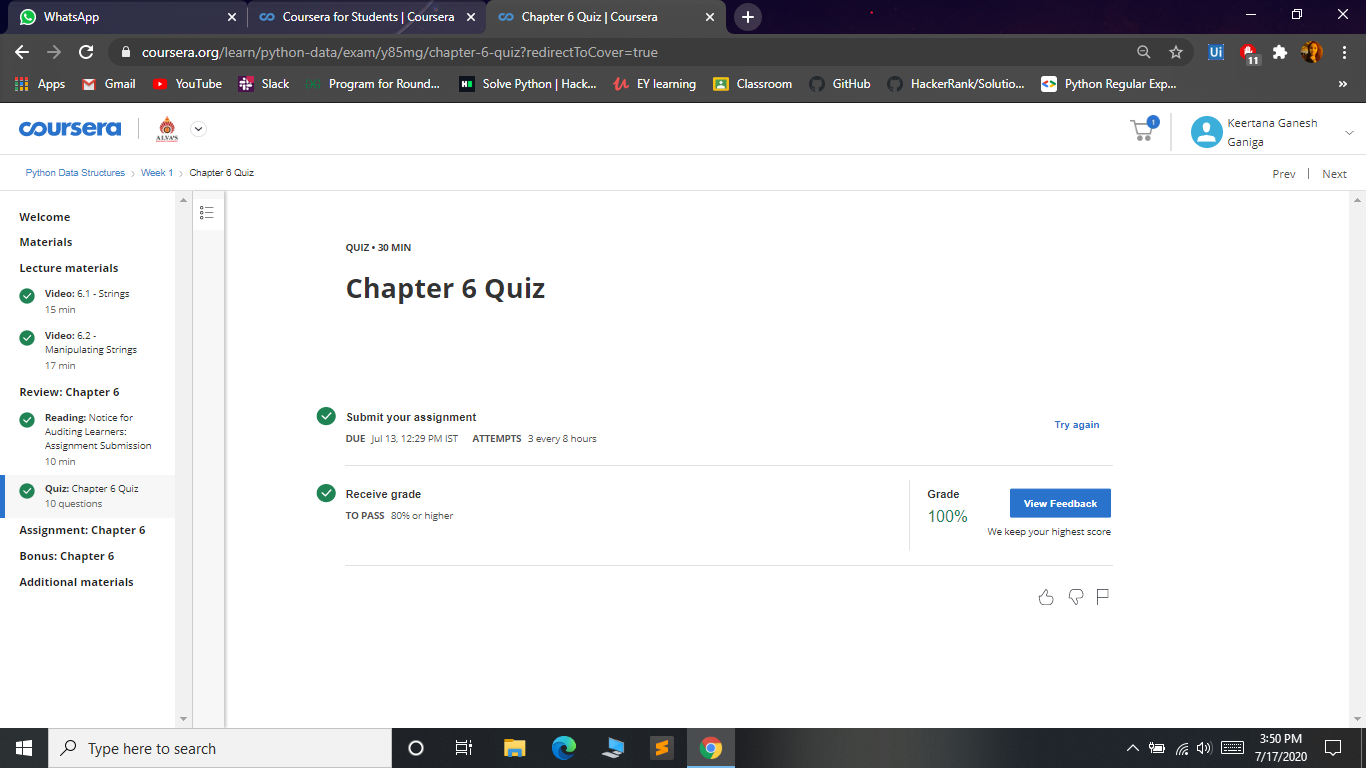 WhatsApp
Coursera for Students | Coursera
Chapter 6 Quiz | Coursera
coursera.org/learn/python-data/exam/y85mg/chapter-6-quiz?redirectToCover=true
Ui
11
Apps
Gmail
YouTube
Slack
Program for Round...
Solve Python | Hack...
EY learning
Classroom
GitHub
HackerRank/Solutio...
Python Regular Exp...
»
coursera
ALVA'S
1
Keertana Ganesh
Ganiga
Python Data Structures > Week 1 > Chapter 6 Quiz
Prev | Next
Welcome
Materials
Lecture materials
Video: 6.1 - Strings
15 min
Video: 6.2 -
Manipulating Strings
17 min
Review: Chapter 6
Reading: Notice for
Auditing Learners:
Assignment Submission
10 min
Quiz: Chapter 6 Quiz
10 questions
Assignment: Chapter 6
Bonus: Chapter 6
Additional materials
QUIZ • 30 MIN
Chapter 6 Quiz
Submit your assignment
DUE Jul 13, 12:29 PM IST ATTEMPTS 3 every 8 hours
Try again
Receive grade
TO PASS 80% or higher
Grade
100%
View Feedback
We keep your highest score
Type here to search
3:50 PM
7/17/2020